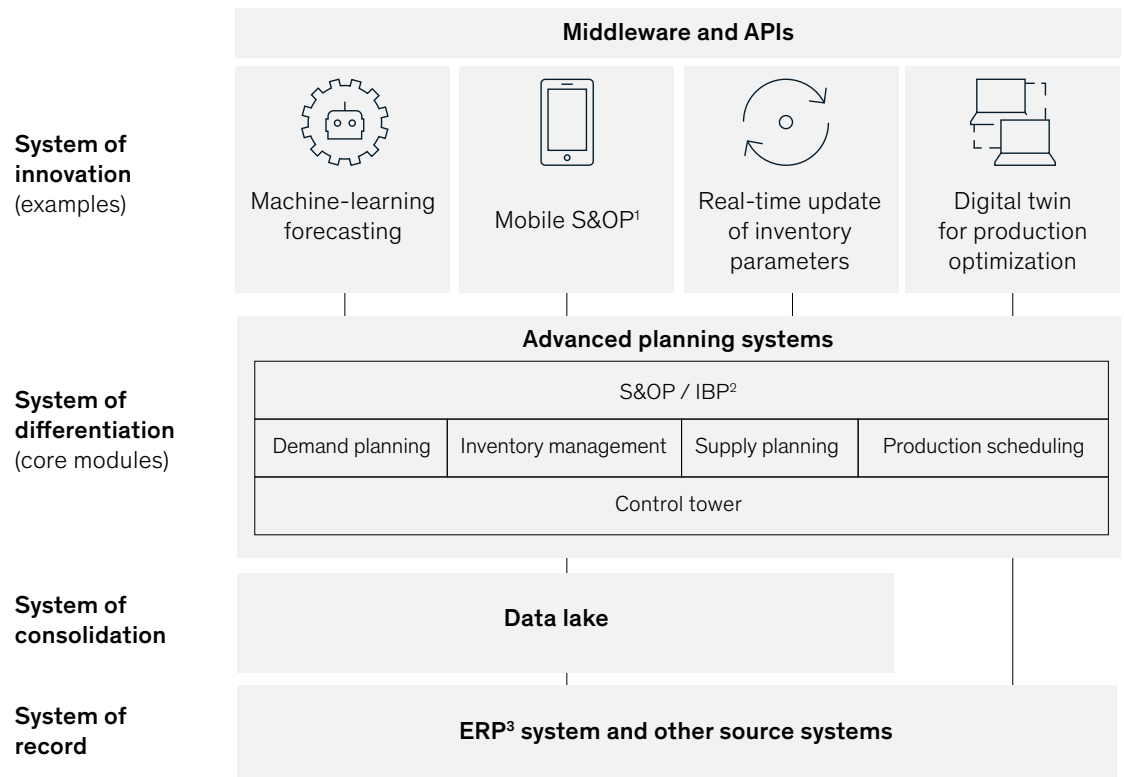 Middleware and APIs
System of
innovation
(examples)
Machine-learning
forecasting
Mobile S&OP¹
Real-time update
of inventory
parameters
Digital twin
for production
optimization
System of
differentiation
(core modules)
Advanced planning systems
S&OP / IBP²
Demand planning
Inventory management
Supply planning
Production scheduling
Control tower
System of
consolidation
Data lake
System of
record
ERP³ system and other source systems